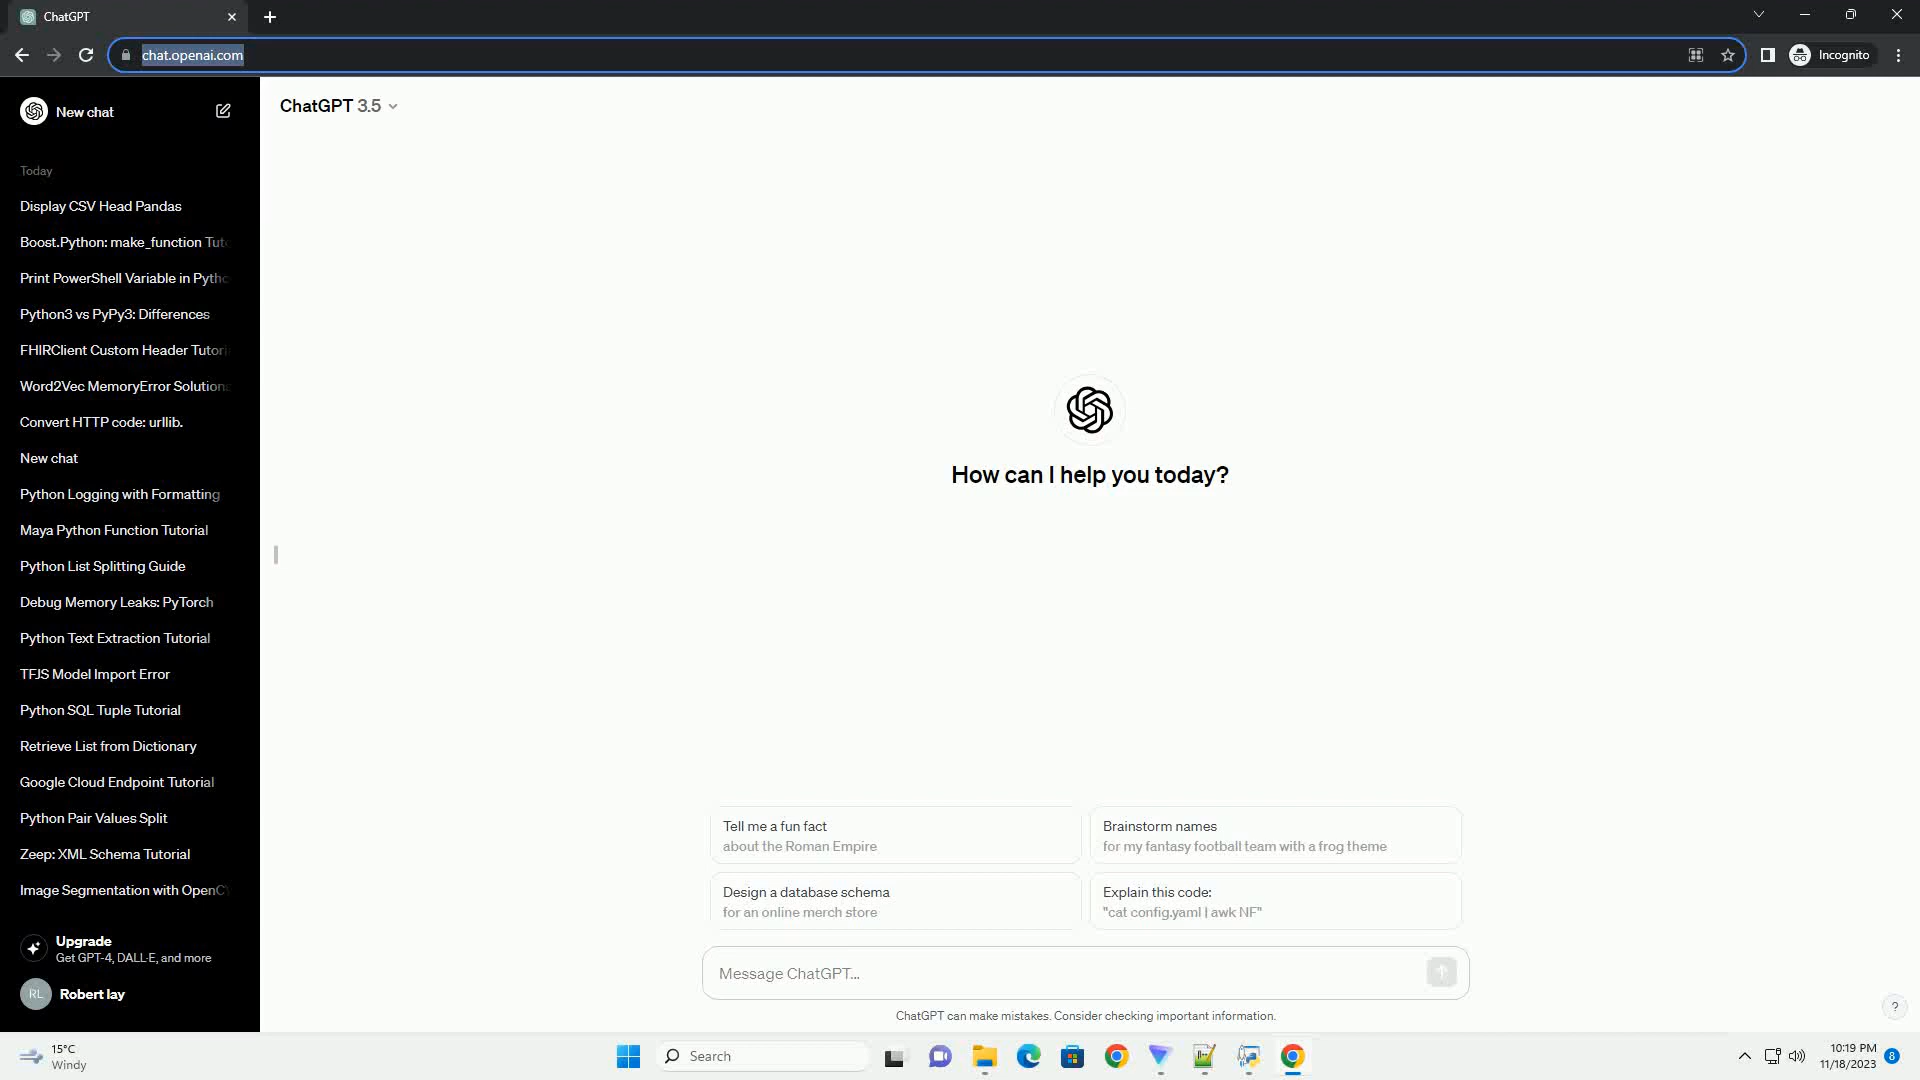 ChatGPT
chat.openai.com
Incognito
New chat
ChatGPT 3.5
Today
Display CSV Head Pandas
Boost.Python: make_function Tut
Print PowerShell Variable in Pytho
Python3 vs PyPy3: Differences
FHIRClient Custom Header Tutori
Word2Vec MemoryError Solutions
Convert HTTP code: urllib.
New chat
Python Logging with Formatting
Maya Python Function Tutorial
Python List Splitting Guide
Debug Memory Leaks: PyTorch
Python Text Extraction Tutorial
TFJS Model Import Error
Python SQL Tuple Tutorial
Retrieve List from Dictionary
Google Cloud Endpoint Tutorial
Python Pair Values Split
Zeep: XML Schema Tutorial
Image Segmentation with OpenC
Upgrade
Get GPT-4, DALL·E, and more
RL
Robert lay
How can I help you today?
Tell me a fun fact
about the Roman Empire
Brainstorm names
for my fantasy football team with a frog theme
Design a database schema
for an online merch store
Explain this code:
"cat config.yaml | awk NF"
Message ChatGPT...
ChatGPT can make mistakes. Consider checking important information.
?
15°C
Windy
Search
10:19 PM
11/18/2023
8